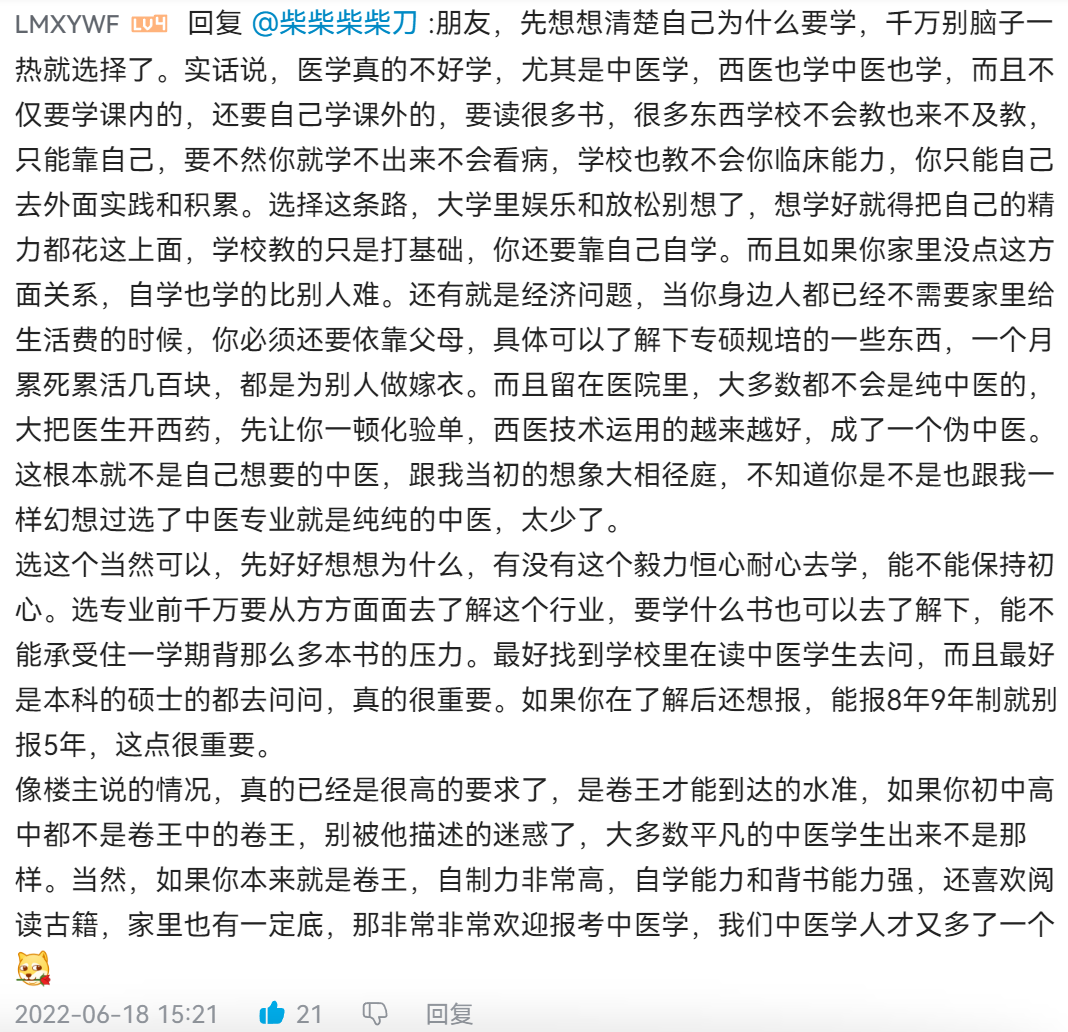 LMXYWF LV4 回复 @柴柴柴柴刀 :朋友，先想想清楚自己为什么要学，千万别脑子一
热就选择了。实话说，医学真的不好学，尤其是中医学，西医也学中医也学，而且不
仅要学课内的，还要自己学课外的，要读很多书，很多东西学校不会教也来不及教，
只能靠自己，要不然你就学不出来不会看病，学校也教不会你临床能力，你只能自己
去外面实践和积累。选择这条路，大学里娱乐和放松别想了，想学好就得把自己的精
力都花这上面，学校教的只是打基础，你还要靠自己自学。而且如果你家里没点这方
面关系，自学也学的比别人难。还有就是经济问题，当你身边人都已经不需要家里给
生活费的时候，你必须还要依靠父母，具体可以了解下专硕规培的一些东西，一个月
累死累活几百块，都是为别人做嫁衣。而且留在医院里，大多数都不会是纯中医的，
大把医生开西药，先让你一顿化验单，西医技术运用的越来越好，成了一个伪中医。
这根本就不是自己想要的中医，跟我当初的想象大相径庭，不知道你是不是也跟我一
样幻想过选了中医专业就是纯纯的中医，太少了。
选这个当然可以，先好好想想为什么，有没有这个毅力恒心耐心去学，能不能保持初
心。选专业前千万要从方方面面去了解这个行业，要学什么书也可以去了解下，能不
能承受住一学期背那么多本书的压力。最好找到学校里在读中医学生去问，而且最好
是本科的硕士的都去问问，真的很重要。如果你在了解后还想报，能报8年9年制就别
报5年，这点很重要。
像楼主说的情况，真的已经是很高的要求了，是卷王才能到达的水准，如果你初中高
中都不是卷王中的卷王，别被他描述的迷惑了，大多数平凡的中医学生出来不是那
样。当然，如果你本来就是卷王，自制力非常高，自学能力和背书能力强，还喜欢阅
读古籍，家里也有一定底，那非常非常欢迎报考中医学，我们中医学人才又多了一个
2022-06-18 15:21 21 回复